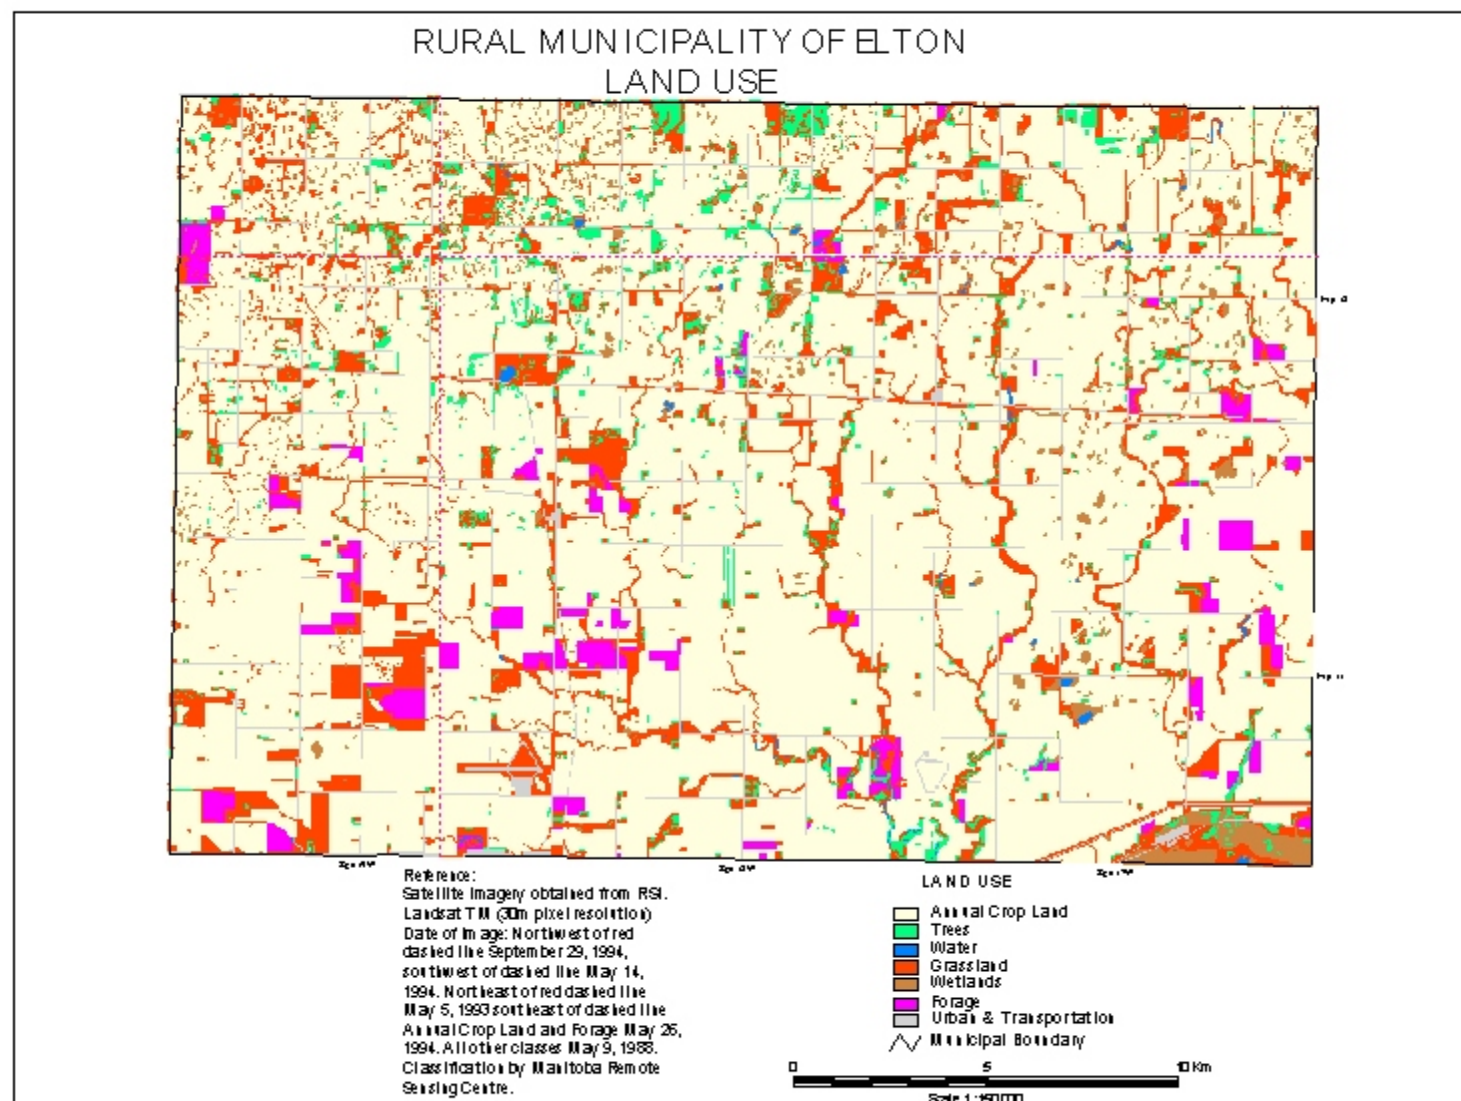 RURAL MUNICIPALITY OF ELTON
LAND USE
Reference:
Satellite Imagery obtained from RSI.
Landsat TM (30m pixel resolution)
Date of Image: Northwest of red
dashed line September 29, 1994,
southwest of dashed line May 14,
1994. Northeast of red dashed line
May 5, 1993 southeast of dashed line
Annual Crop Land and Forage May 26,
1994. All other classes May 9, 1988.
Classification by Manitoba Remote
Sensing Centre.
LAND USE
Annual Crop Land
Trees
Water
Grassland
Wetlands
Forage
Urban & Transportation
Municipal Boundary
0 5 10 Km